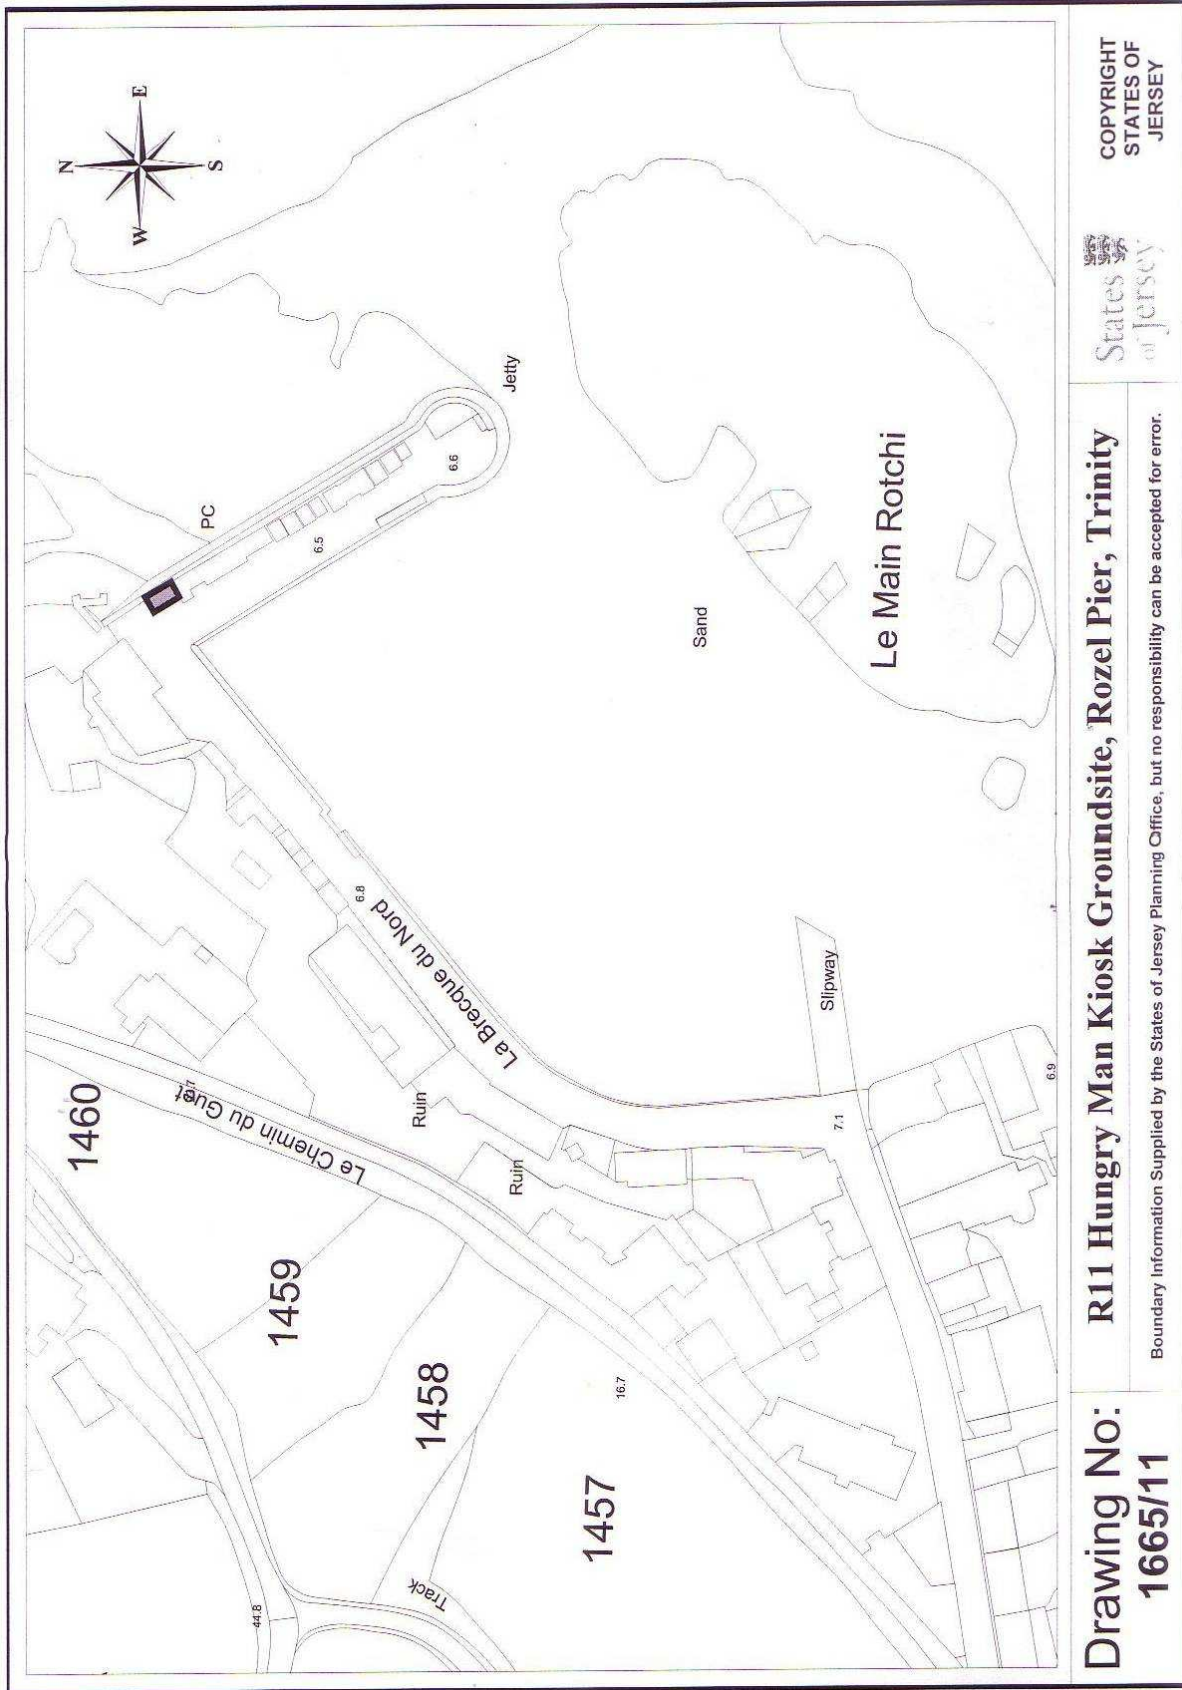 N
W
E
S
1460
PC
Le Chemin du Guet
6.8
6.5
6.6
Jetty
1459
Ruin
La Brecque du Nord
44.8
1458
Ruin
Track
Sand
16.7
1457
Slipway
Le Main Rotchi
7.1
6.9
Drawing No:
1665/11
R11 Hungry Man Kiosk Groundsite, Rozel Pier, Trinity
Boundary Information Supplied by the States of Jersey Planning Office, but no responsibility can be accepted for error.
States
of Jersey
COPYRIGHT
STATES OF
JERSEY